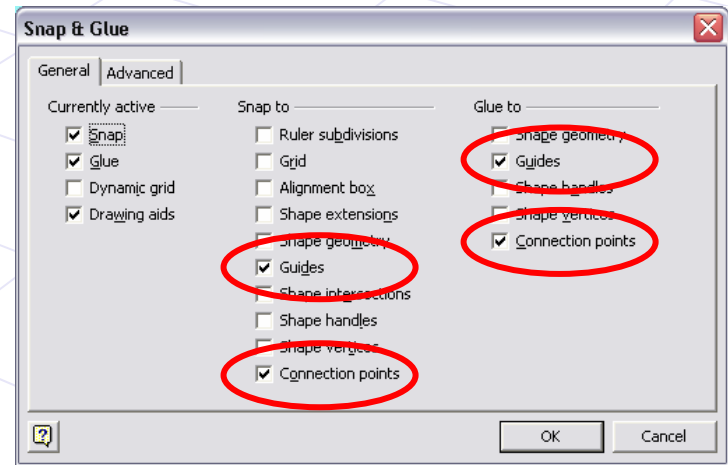 Snap & Glue
General
Advanced
Currently active
Snap
Glue
Dynamic grid
Drawing aids
Snap to
Ruler subdivisions
Grid
Alignment box
Shape extensions
Shape geometry
Guides
Shape intersections
Shape handles
Shape vertices
Connection points
Glue to
Shape geometry
Guides
Shape handles
Shape vertices
Connection points
?
OK
Cancel